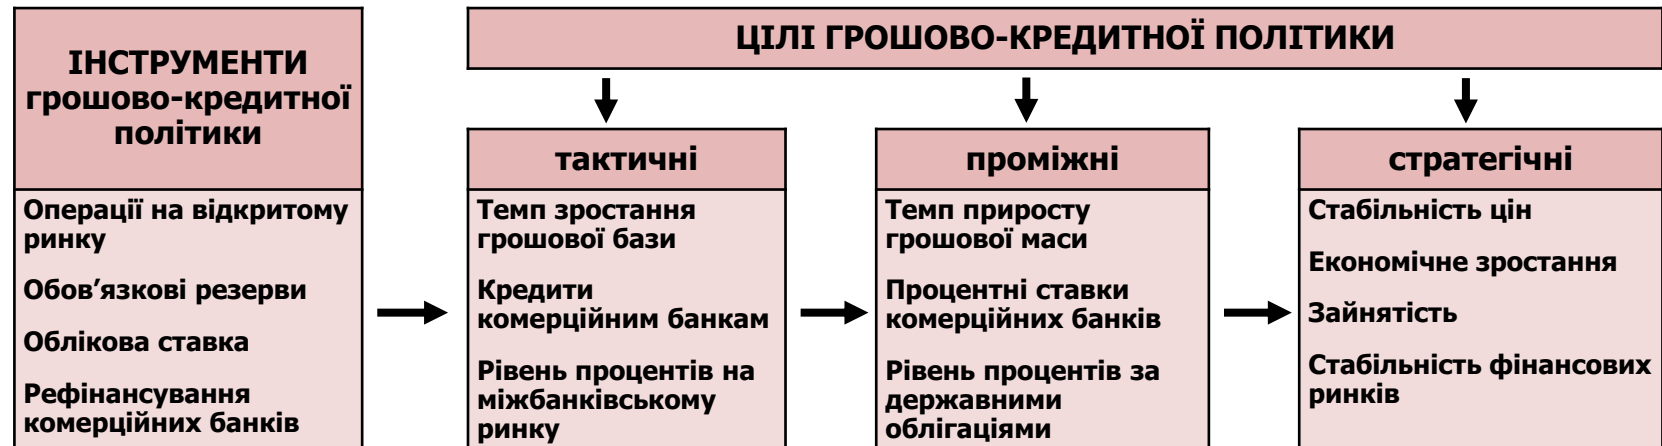 ІНСТРУМЕНТИ
грошово-кредитної
політики
Операції на відкритому
ринку
Обов’язкові резерви
Облікова ставка
Рефінансування
комерційних банків
ЦІЛІ ГРОШОВО-КРЕДИТНОЇ ПОЛІТИКИ
тактичні
Темп зростання
грошової бази
Кредити
комерційним банкам
Рівень процентів на
міжбанківському
ринку
проміжні
Темп приросту
грошової маси
Процентні ставки
комерційних банків
Рівень процентів за
державними
облігаціями
стратегічні
Стабільність цін
Економічне зростання
Зайнятість
Стабільність фінансових
ринків